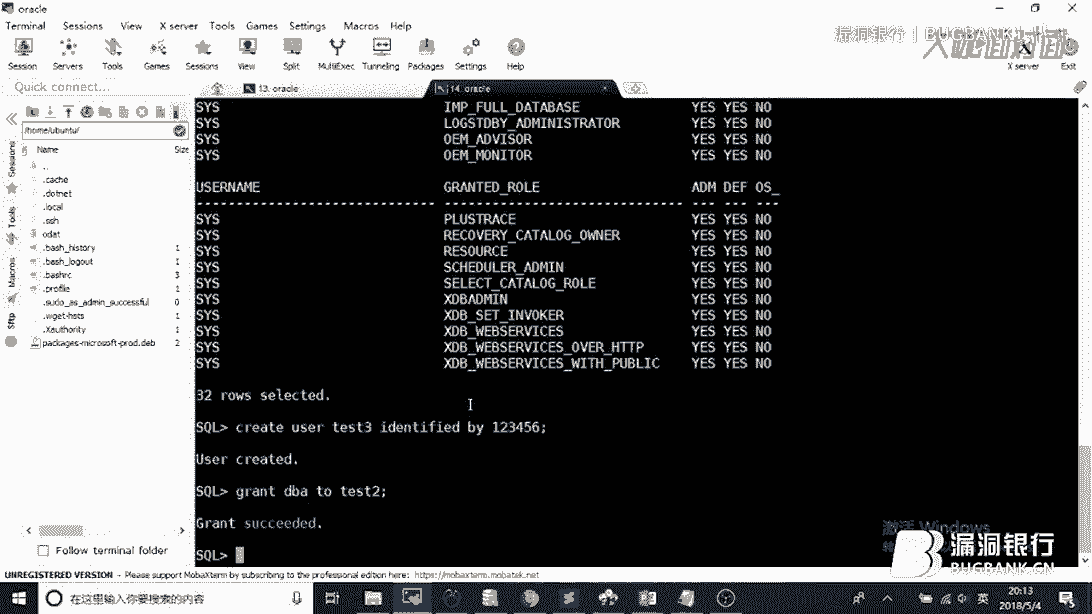 oracle
Terminal Sessions View X server Tools Games Settings Macros Help
漏洞银行 | BUGBANK
Session Servers Tools Games Sessions View Split MultiExec Tunneling Packages Settings Help X server Exit
Quick connect...
13. oracle
14. oracle
/home/ubuntu/
Name Size
..
.cache
.dotnet
.local
.ssh
odat
.bash_history 1
.bash_logout 1
.bashrc 3
.profile 1
.sudo_as_admin_successful 0
.wget-hsts 1
.Xauthority 1
packages-microsoft-prod.deb 2
Sessions
Tools
Macros
Sftp
SYS IMP_FULL_DATABASE YES YES NO
SYS LOGSTDBY_ADMINISTRATOR YES YES NO
SYS OEM_ADVISOR YES YES NO
SYS OEM_MONITOR YES YES NO
USERNAME GRANTED_ROLE ADM DEF OS_
------------------------------ ------------------------------ --- --- ---
SYS PLUSTRACE YES YES NO
SYS RECOVERY_CATALOG_OWNER YES YES NO
SYS RESOURCE YES YES NO
SYS SCHEDULER_ADMIN YES YES NO
SYS SELECT_CATALOG_ROLE YES YES NO
SYS XDBADMIN YES YES NO
SYS XDB_SET_INVOKER YES YES NO
SYS XDB_WEBSERVICES YES YES NO
SYS XDB_WEBSERVICES_OVER_HTTP YES YES NO
SYS XDB_WEBSERVICES_WITH_PUBLIC YES YES NO
32 rows selected.
SQL> create user test3 identified by 123456;
User created.
SQL> grant dba to test2;
Grant succeeded.
SQL>
Follow terminal folder
激活 Windows
漏洞银行
BUGBANK.CN
UNREGISTERED VERSION - Please support MobaXterm by subscribing to the professional edition here: https://mobaxterm.mobatek.net
在这里输入你要搜索的内容
英
20:13
2018/5/4